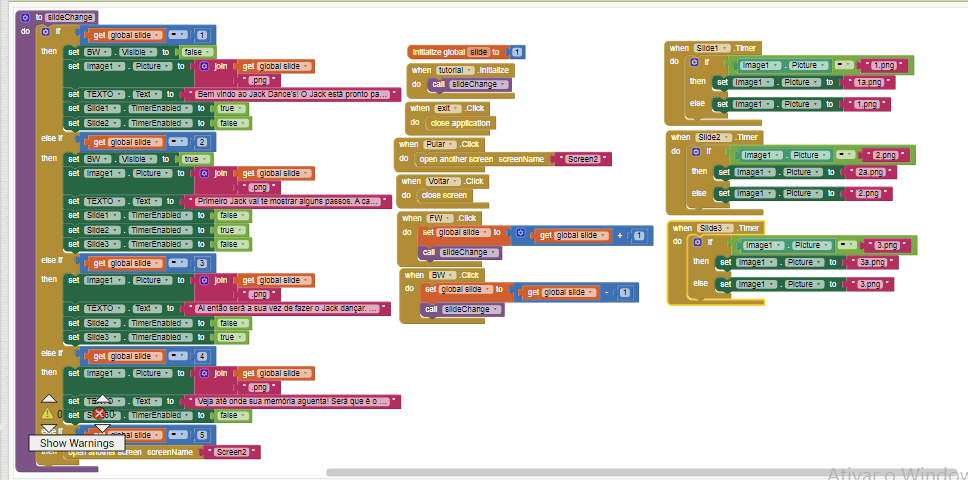 to slideChange
do if get global slide = 1
then set BW . Visible to false
set Image1 . Picture to join get global slide
" .png "
set TEXTO . Text to " Bem vindo ao Jack Dance's! O Jack está pronto pa... "
set Slide1 . TimerEnabled to true
set Slide2 . TimerEnabled to false
else if get global slide = 2
then set BW . Visible to true
set Image1 . Picture to join get global slide
" .png "
set TEXTO . Text to " Primeiro Jack vai te mostrar alguns passos. A ca... "
set Slide1 . TimerEnabled to false
set Slide2 . TimerEnabled to true
set Slide3 . TimerEnabled to false
else if get global slide = 3
then set Image1 . Picture to join get global slide
" .png "
set TEXTO . Text to " Aí então será a sua vez de fazer o Jack dançar. ... "
set Slide2 . TimerEnabled to false
set Slide3 . TimerEnabled to true
else if get global slide = 4
then set Image1 . Picture to join get global slide
" .png "
set . Text to " Veja até onde sua memória aguenta! Será que é o ... "
set . TimerEnabled to false
0
global slide = 5
Show Warnings
then open another screen screenName " Screen2 "
initialize global slide to 1
when tutorial . Initialize
do call slideChange
when exit . Click
do close application
when Pular . Click
do open another screen screenName " Screen2 "
when Voltar . Click
do close screen
when FW . Click
do set global slide to get global slide + 1
call slideChange
when BW . Click
do set global slide to get global slide - 1
call slideChange
when Slide1 . Timer
do if Image1 . Picture = " 1.png "
then set Image1 . Picture to " 1a.png "
else set Image1 . Picture to " 1.png "
when Slide2 . Timer
do if Image1 . Picture = " 2.png "
then set Image1 . Picture to " 2a.png "
else set Image1 . Picture to " 2.png "
when Slide3 . Timer
do if Image1 . Picture = " 3.png "
then set Image1 . Picture to " 3a.png "
else set Image1 . Picture to " 3.png "
Ativar o Window